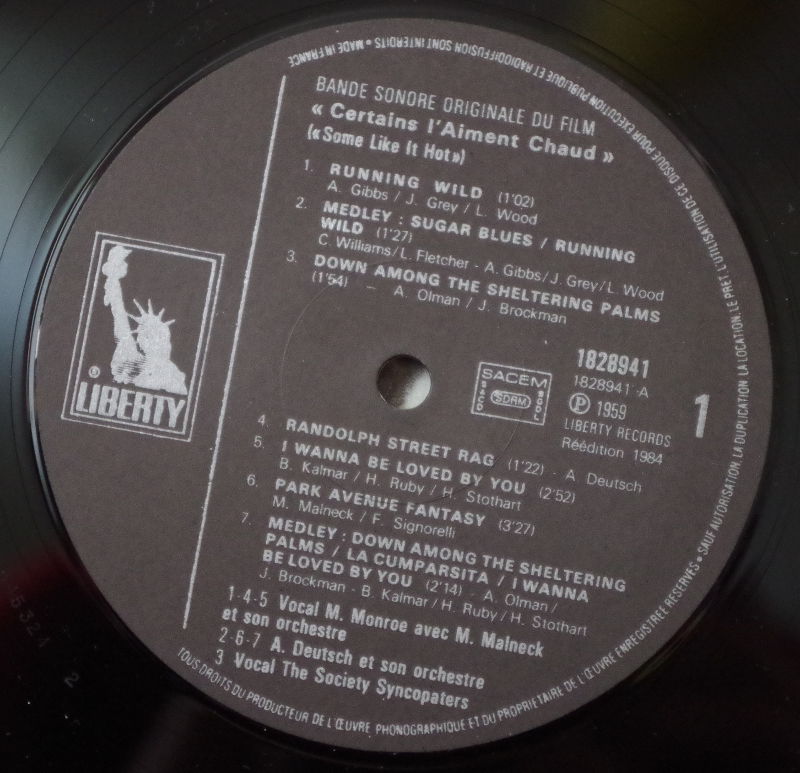 BANDE SONORE ORIGINALE DU FILM
« Certains l'Aiment Chaud »
(«Some Like It Hot»)
1. RUNNING WILD (1'02)
A. Gibbs / J. Grey / L. Wood
2. MEDLEY : SUGAR BLUES / RUNNING
WILD (1'27)
C. Williams/L. Fletcher - A. Gibbs/J. Grey/L. Wood
3. DOWN AMONG THE SHELTERING PALMS
(1'54) – A. Olman / J. Brockman
® LIBERTY
SACEM
SACD
SDRM
SGDL
1828941
1828941 A
Ⓟ 1959
LIBERTY RECORDS
Réédition 1984
1
4. RANDOLPH STREET RAG (1'22) - A. Deutsch
5. I WANNA BE LOVED BY YOU (2'52)
B. Kalmar / H. Ruby / H. Stothart
6. PARK AVENUE FANTASY (3'27)
M. Malneck / F. Signorelli
7. MEDLEY : DOWN AMONG THE SHELTERING
PALMS / LA CUMPARSITA / I WANNA
BE LOVED BY YOU (2'14) - A. Olman /
J. Brockman - B. Kalmar / H. Ruby / H. Stothart
1-4-5 Vocal M. Monroe avec M. Malneck
et son orchestre
2-6-7 A. Deutsch et son orchestre
3 Vocal The Society Syncopaters
TOUS DROITS DU PRODUCTEUR DE L'ŒUVRE PHONOGRAPHIQUE ET DU PROPRIETAIRE DE L'ŒUVRE ENREGISTREE RESERVES • SAUF AUTORISATION, LA DUPLICATION, LA LOCATION, LE PRET, L'UTILISATION DE CE DISQUE POUR EXECUTION PUBLIQUE ET RADIODIFFUSION SONT INTERDITS • MADE IN FRANCE